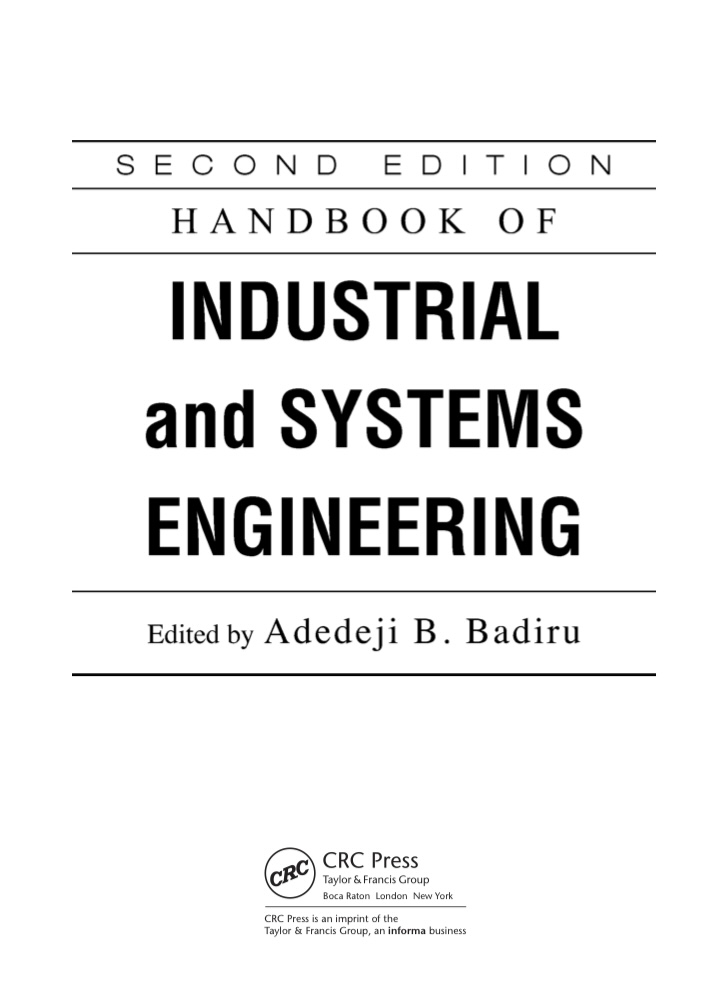 SECOND EDITION
HANDBOOK OF
INDUSTRIAL
and SYSTEMS
ENGINEERING
Edited by Adedeji B. Badiru
CRC
CRC Press
Taylor & Francis Group
Boca Raton London New York
CRC Press is an imprint of the
Taylor & Francis Group, an informa business